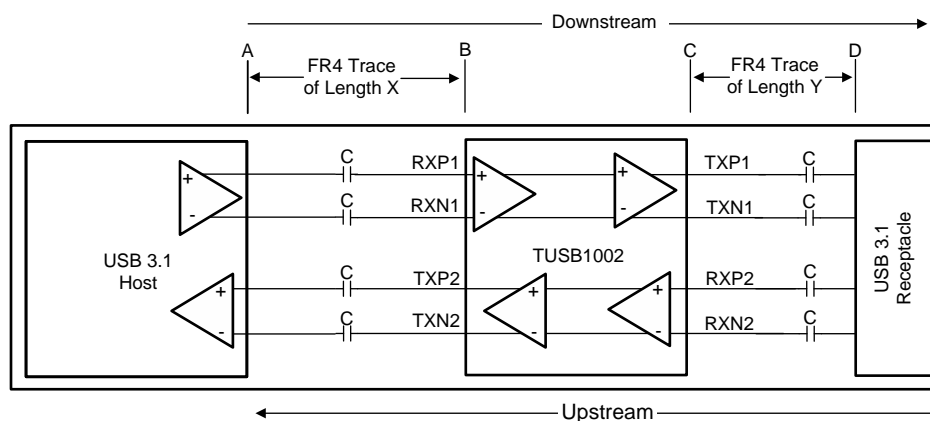 Downstream
A
B
C
D
FR4 Trace
of Length X
FR4 Trace
of Length Y
C
RXP1
TXP1
C
+
+
+
C
RXN1
TXN1
C
-
-
-
USB 3.1
Host
TUSB1002
USB 3.1
Receptacle
C
TXP2
RXP2
C
+
+
+
C
TXN2
RXN2
C
-
-
-
Upstream